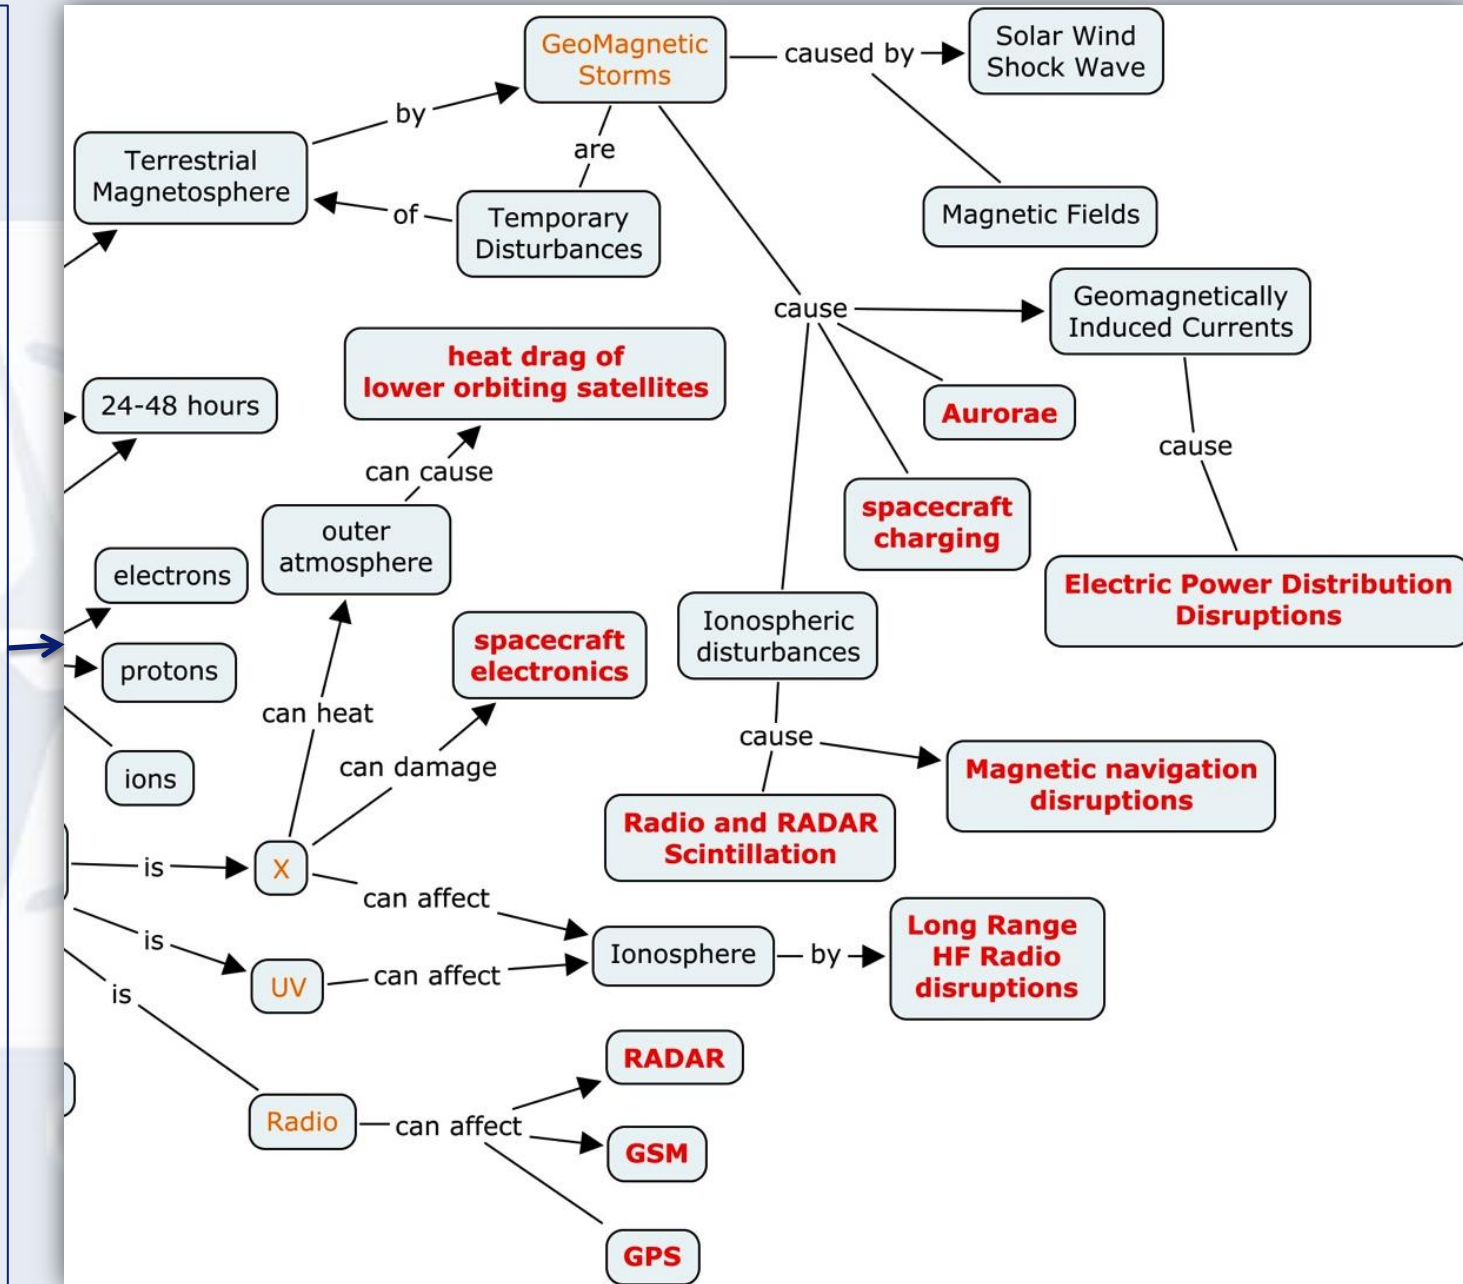 GeoMagnetic
Storms
caused by
Solar Wind
Shock Wave
by
are
Terrestrial
Magnetosphere
of
Temporary
Disturbances
Magnetic Fields
cause
Geomagnetically
Induced Currents
heat drag of
lower orbiting satellites
24-48 hours
Aurorae
cause
can cause
spacecraft
charging
outer
atmosphere
electrons
Electric Power Distribution
Disruptions
spacecraft
electronics
Ionospheric
disturbances
protons
can heat
cause
can damage
ions
Magnetic navigation
disruptions
Radio and RADAR
Scintillation
is
X
can affect
Long Range
HF Radio
disruptions
is
Ionosphere
by
UV
can affect
is
RADAR
Radio
can affect
GSM
GPS